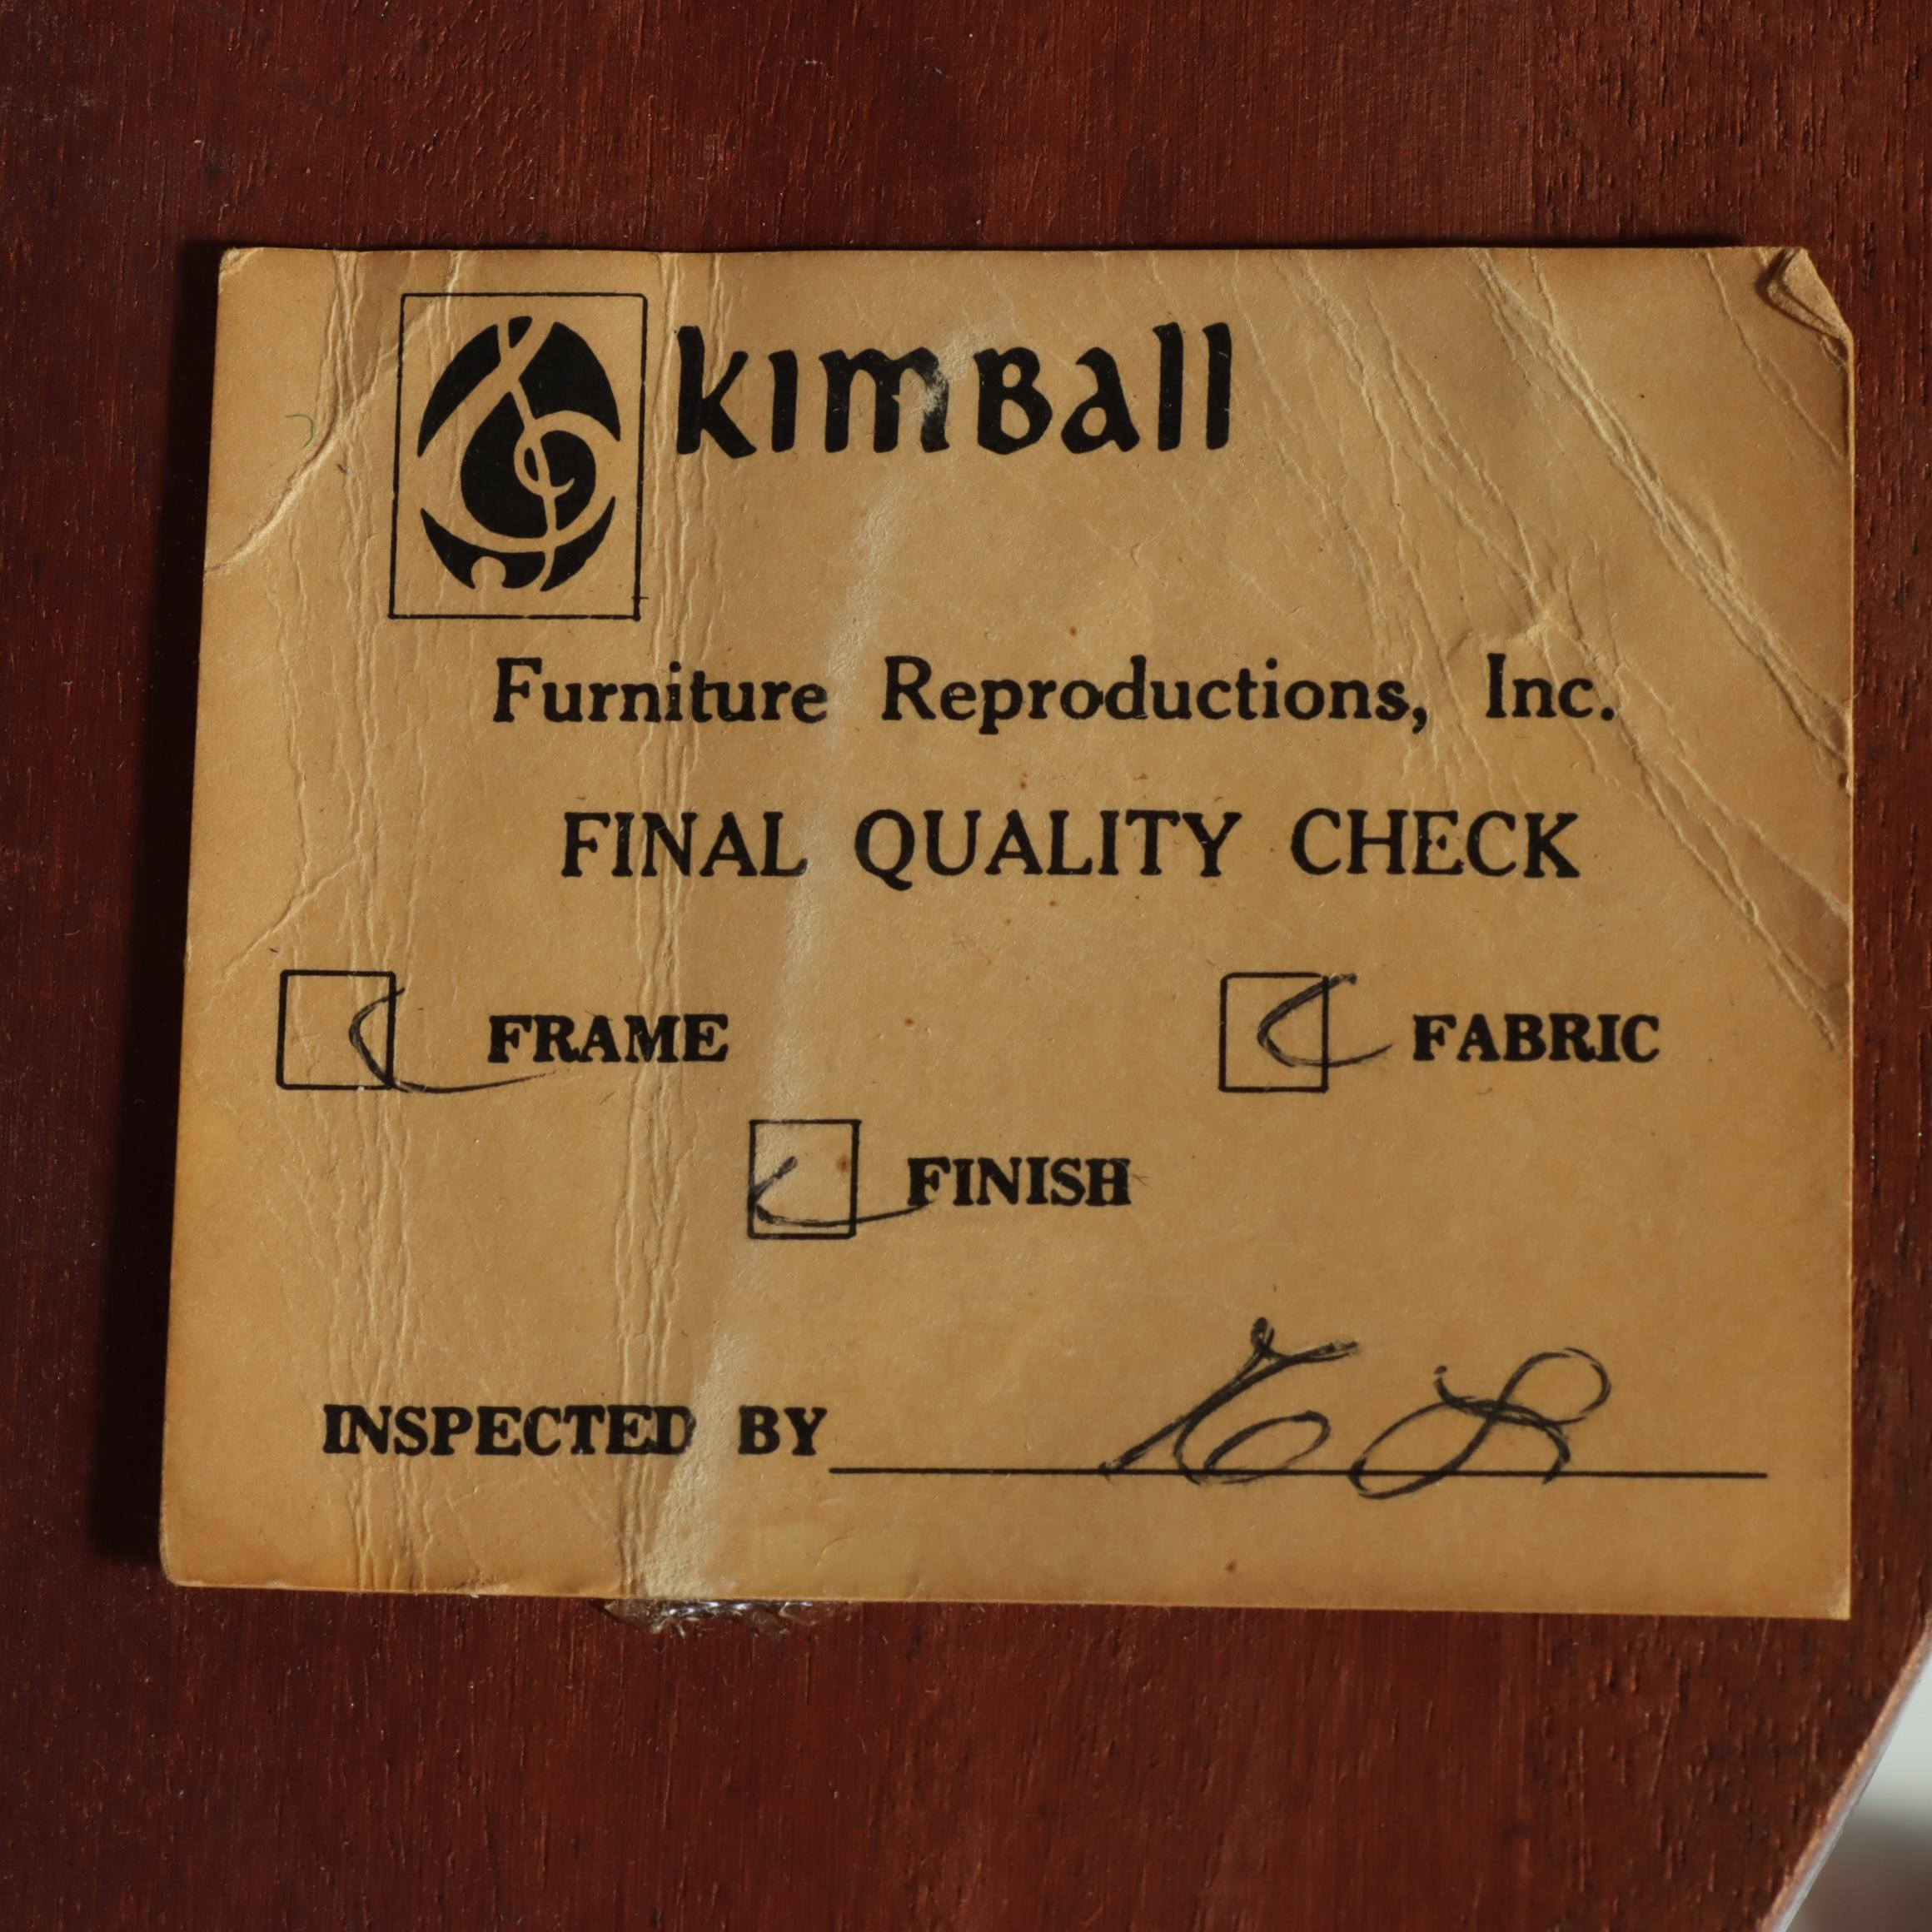 Kimball
Furniture Reproductions, Inc.
FINAL QUALITY CHECK
FRAME
FABRIC
FINISH
INSPECTED BY